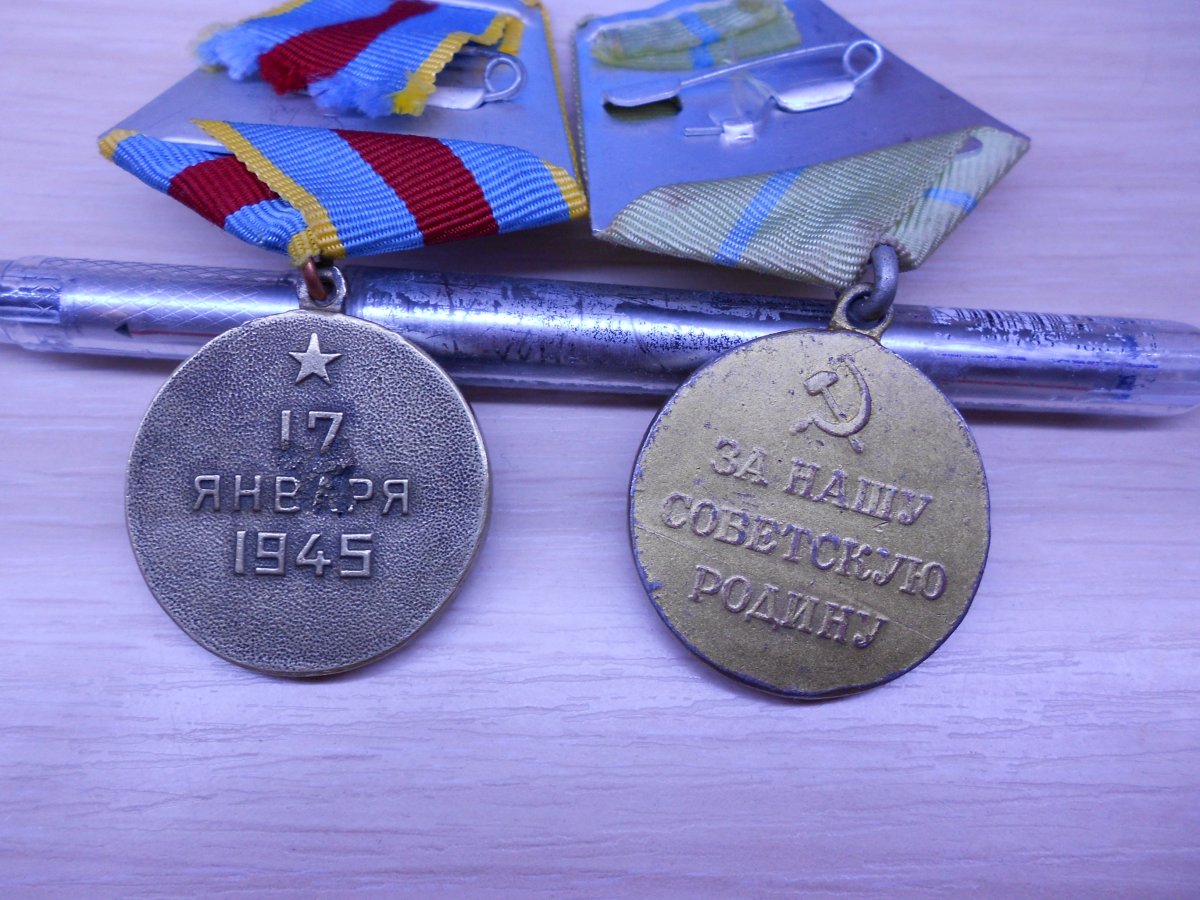 17
ЯНВАРЯ
1945
ЗА НАШУ
СОВЕТСКУЮ
РОДИНУ